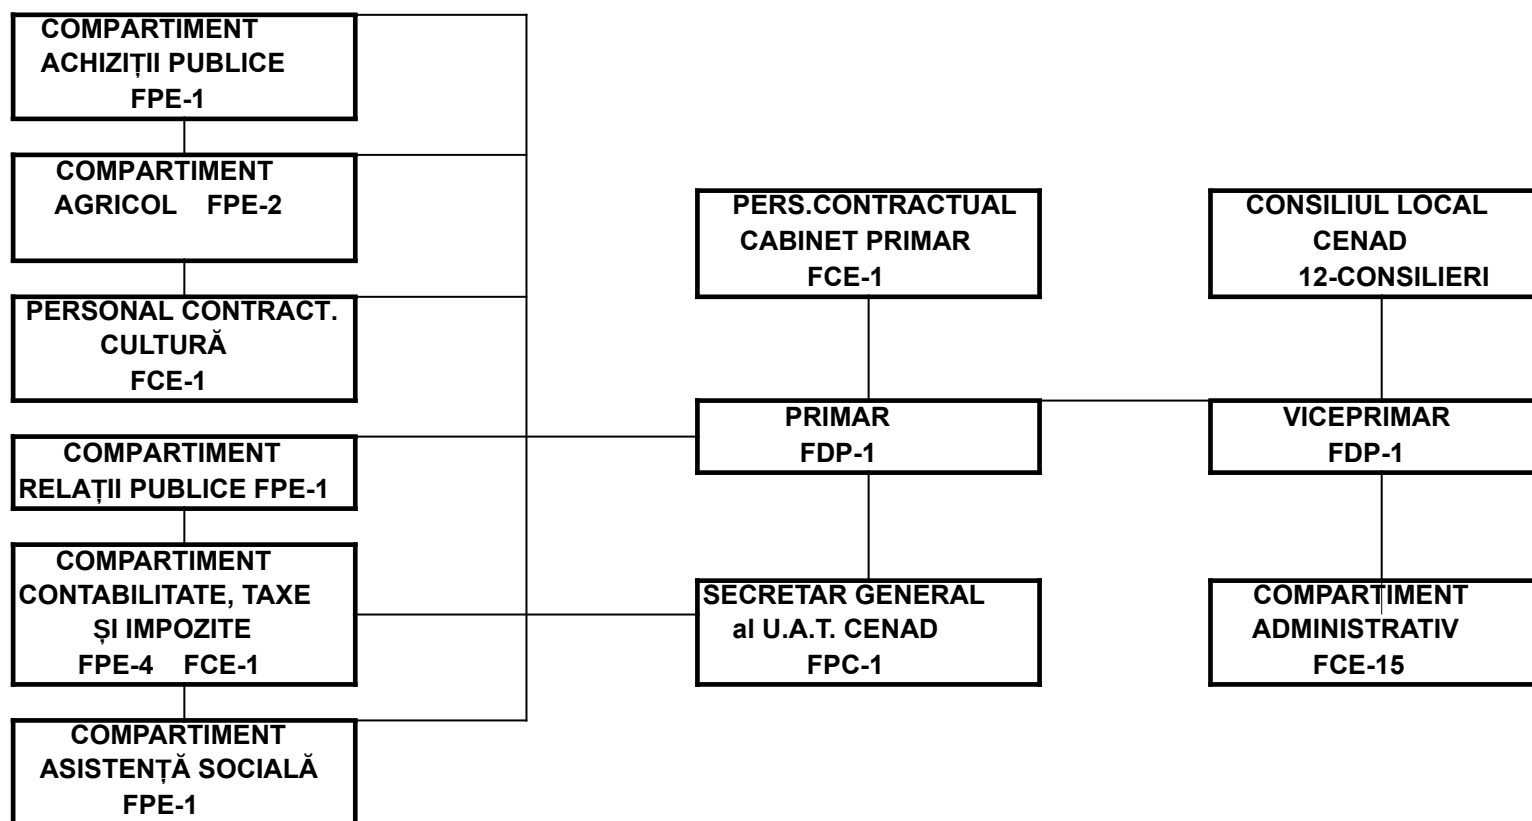 COMPARTIMENT
ACHIZIȚII PUBLICE
FPE-1
COMPARTIMENT
AGRICOL FPE-2
PERSONAL CONTRACT.
CULTURĂ
FCE-1
COMPARTIMENT
RELAȚII PUBLICE FPE-1
COMPARTIMENT
CONTABILITATE, TAXE
ȘI IMPOZITE
FPE-4 FCE-1
COMPARTIMENT
ASISTENȚĂ SOCIALĂ
FPE-1
PERS.CONTRACTUAL
CABINET PRIMAR
FCE-1
PRIMAR
FDP-1
SECRETAR GENERAL
al U.A.T. CENAD
FPC-1
CONSILIUL LOCAL
CENAD
12-CONSILIERI
VICEPRIMAR
FDP-1
COMPARTIMENT
ADMINISTRATIV
FCE-15